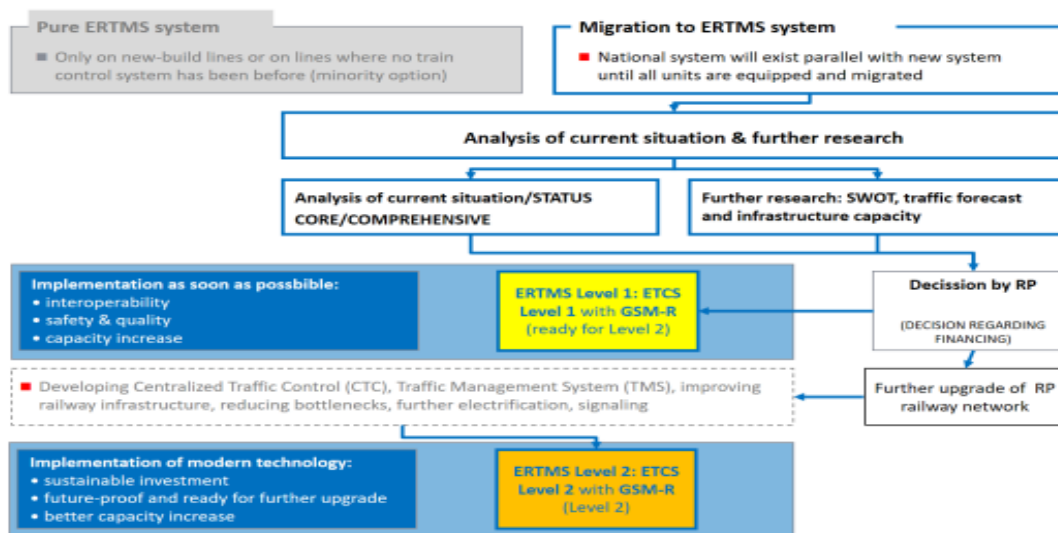 Pure ERTMS system
■ Only on new-build lines or on lines where no train
control system has been before (minority option)
Migration to ERTMS system
■ National system will exist parallel with new system
until all units are equipped and migrated
Analysis of current situation & further research
Analysis of current situation/STATUS
CORE/COMPREHENSIVE
Further research: SWOT, traffic forecast
and infrastructure capacity
Implementation as soon as possbible:
• interoperability
• safety & quality
• capacity increase
ERTMS Level 1: ETCS
Level 1 with GSM-R
(ready for Level 2)
Decission by RP
(DECISION REGARDING
FINANCING)
■ Developing Centralized Traffic Control (CTC), Traffic Management System (TMS), improving
railway infrastructure, reducing bottlenecks, further electrification, signaling
Further upgrade of RP
railway network
Implementation of modern technology:
• sustainable investment
• future-proof and ready for further upgrade
• better capacity increase
ERTMS Level 2: ETCS
Level 2 with GSM-R
(Level 2)